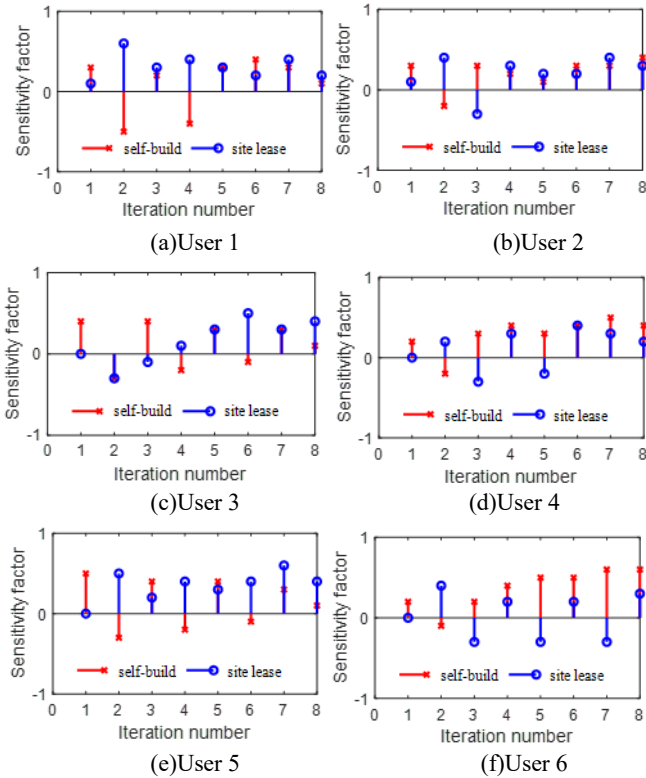 1
0
-1
Sensitivity factor
self-build
site lease
0 1 2 3 4 5 6 7 8
Iteration number
(a)User 1
1
0
-1
Sensitivity factor
self-build
site lease
0 1 2 3 4 5 6 7 8
Iteration number
(b)User 2
1
0
-1
Sensitivity factor
self-build
site lease
0 1 2 3 4 5 6 7 8
Iteration number
(c)User 3
1
0
-1
Sensitivity factor
self-build
site lease
0 1 2 3 4 5 6 7 8
Iteration number
(d)User 4
1
0
-1
Sensitivity factor
self-build
site lease
0 1 2 3 4 5 6 7 8
Iteration number
(e)User 5
1
0
-1
Sensitivity factor
self-build
site lease
0 1 2 3 4 5 6 7 8
Iteration number
(f)User 6